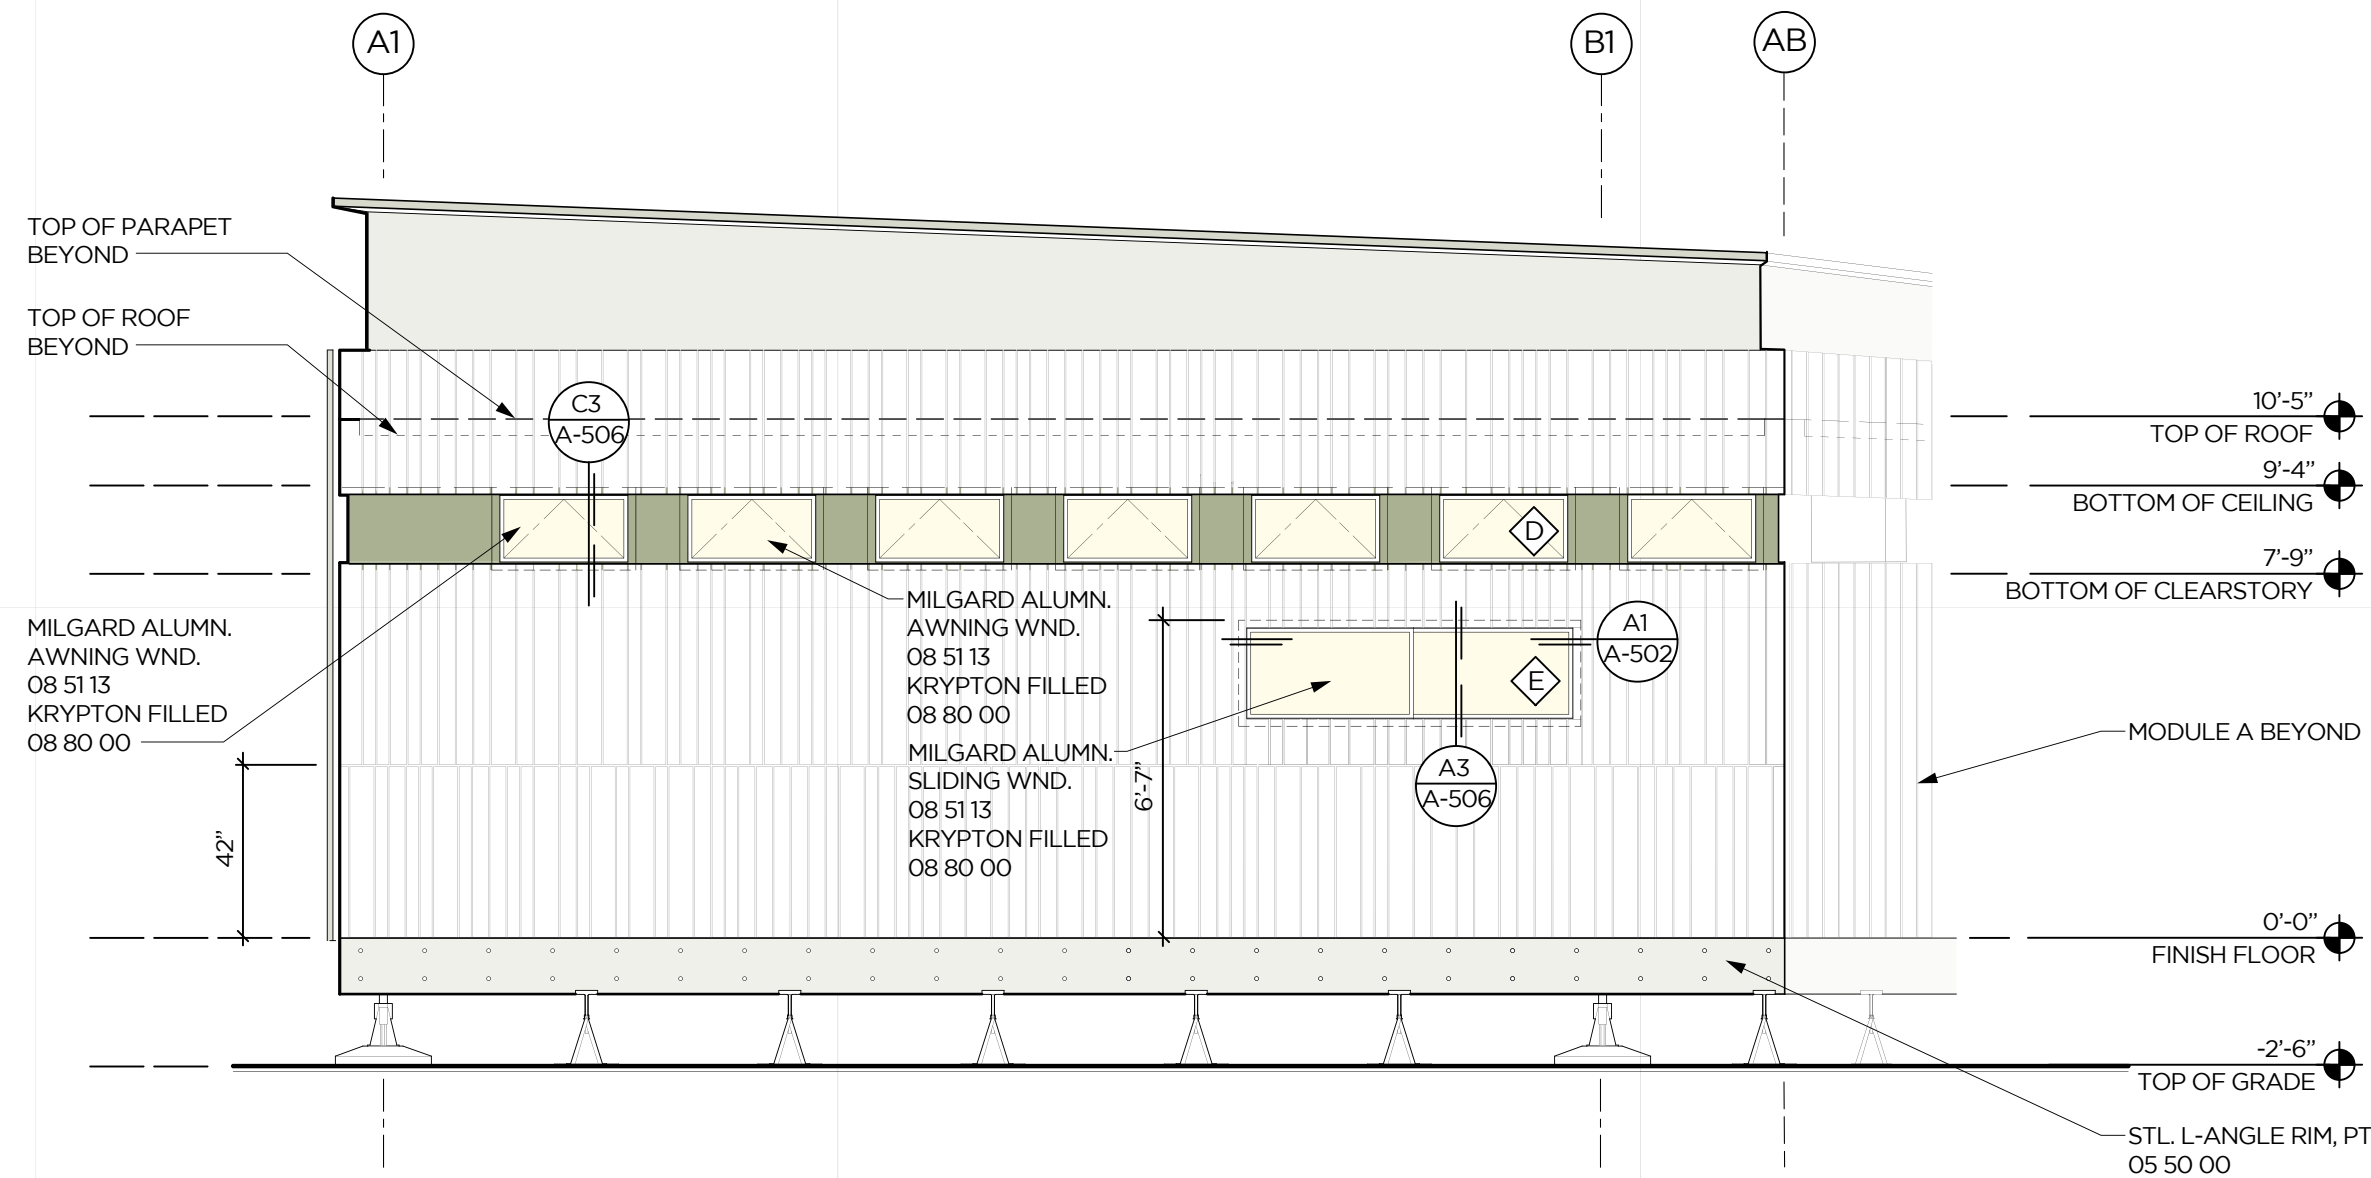 A1
B1
AB
TOP OF PARAPET
BEYOND
TOP OF ROOF
BEYOND
C3
A-506
10’-5”
TOP OF ROOF
9’-4”
BOTTOM OF CEILING
D
7’-9”
BOTTOM OF CLEARSTORY
MILGARD ALUMN.
AWNING WND.
08 51 13
KRYPTON FILLED
08 80 00
MILGARD ALUMN.
AWNING WND.
08 51 13
KRYPTON FILLED
08 80 00
MILGARD ALUMN.
SLIDING WND.
08 51 13
KRYPTON FILLED
08 80 00
A1
A-502
E
A3
A-506
6’-7”
42”
MODULE A BEYOND
0’-0”
FINISH FLOOR
-2’-6”
TOP OF GRADE
STL. L-ANGLE RIM, PT
05 50 00